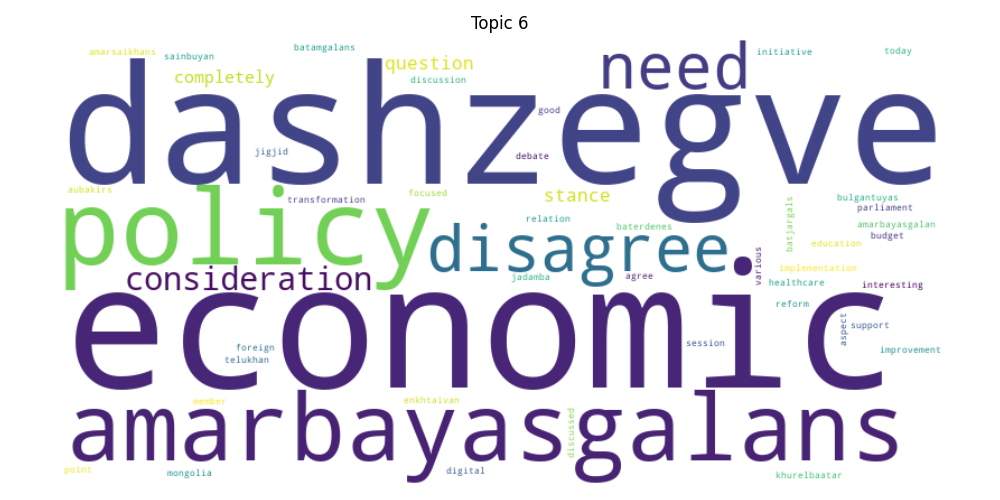 Topic 6
amarsaikhans
sainbuyan
batamgalans
question
completely
discussion
need
initiative
today
dashzegve
good
debate
jigjid
aubakirs
transformation
focused
stance
policy
relation
baterdenes
disagree
consideration
jadamba
agree
various
batjargals
bulgantuyas
parliament
amarbayasgalan
budget
education
implementation
healthcare
interesting
reform
aspect
support
improvement
economic
foreign
telukhan
session
member
enkhtaivan
amarbayasgalans
discussed
point
mongolia
digital
khurelbaatar